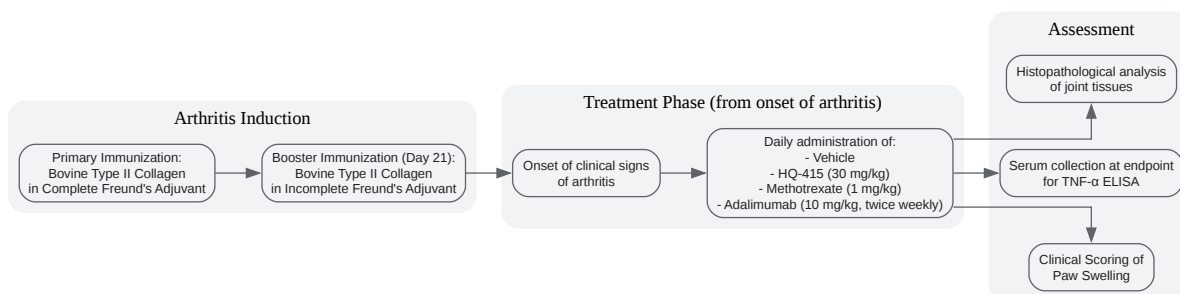 Arthritis Induction
Primary Immunization:
Bovine Type II Collagen
in Complete Freund's Adjuvant
Booster Immunization (Day 21):
Bovine Type II Collagen
in Incomplete Freund's Adjuvant
Treatment Phase (from onset of arthritis)
Onset of clinical signs
of arthritis
Daily administration of:
- Vehicle
- HQ-415 (30 mg/kg)
- Methotrexate (1 mg/kg)
- Adalimumab (10 mg/kg, twice weekly)
Assessment
Histopathological analysis
of joint tissues
Serum collection at endpoint
for TNF-α ELISA
Clinical Scoring of
Paw Swelling